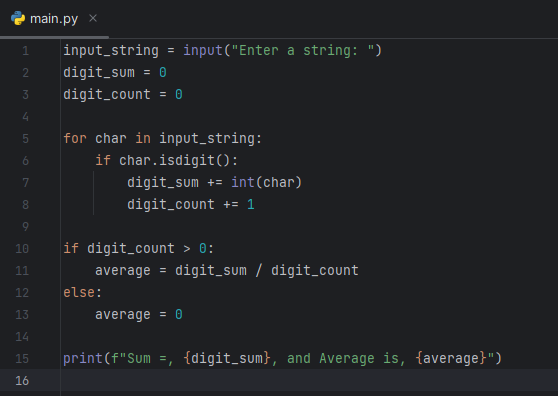 main.py
1 input_string = input("Enter a string: ")
2 digit_sum = 0
3 digit_count = 0
4
5 for char in input_string:
6     if char.isdigit():
7         digit_sum += int(char)
8         digit_count += 1
9
10 if digit_count > 0:
11     average = digit_sum / digit_count
12 else:
13     average = 0
14
15 print(f"Sum =, {digit_sum}, and Average is, {average}")
16